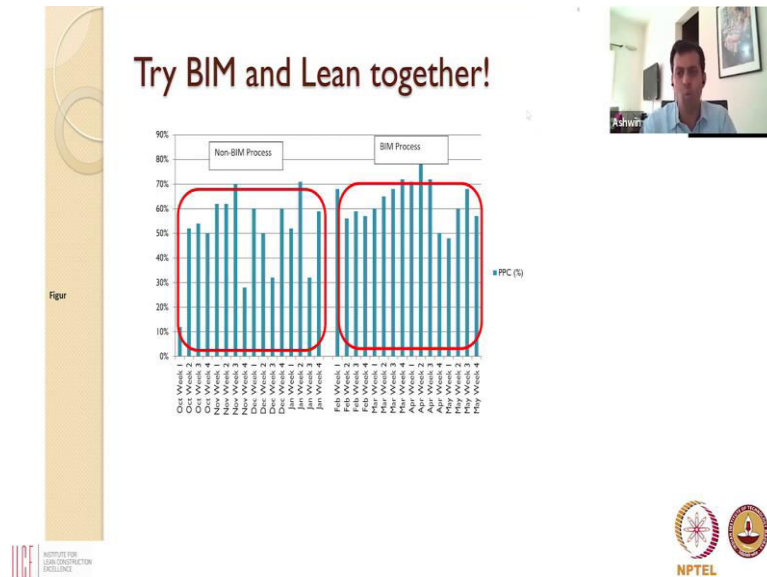 Try BIM and Lean together!
Ashwin
90%
80%
70%
60%
50%
40%
30%
20%
10%
0%
Non-BIM Process
BIM Process
PPC (%)
Figur
Oct Week 1
Oct Week 2
Oct Week 3
Oct Week 4
Nov Week 1
Nov Week 2
Nov Week 3
Nov Week 4
Dec Week 1
Dec Week 2
Dec Week 3
Dec Week 4
Jan Week 1
Jan Week 2
Jan Week 3
Jan Week 4
Feb Week 1
Feb Week 2
Feb Week 3
Feb Week 4
Mar Week 1
Mar Week 2
Mar Week 3
Mar Week 4
Apr Week 1
Apr Week 2
Apr Week 3
Apr Week 4
May Week 1
May Week 2
May Week 3
May Week 4
INSTITUTE FOR
LEAN CONSTRUCTION
EXCELLENCE
NPTEL